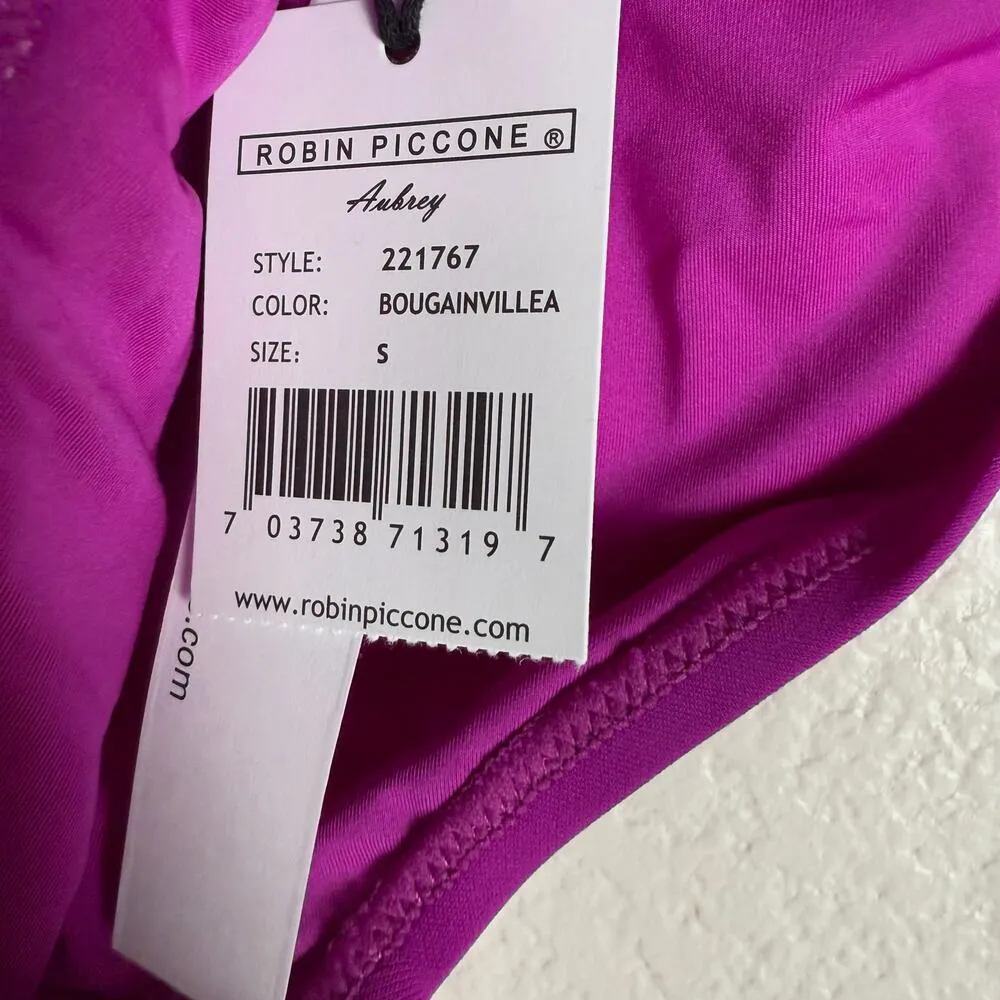 ROBIN PICCONE ®
Aubrey
STYLE: 221767
COLOR: BOUGAINVILLEA
SIZE: S
7 03738 71319 7
www.robinpiccone.com
.com